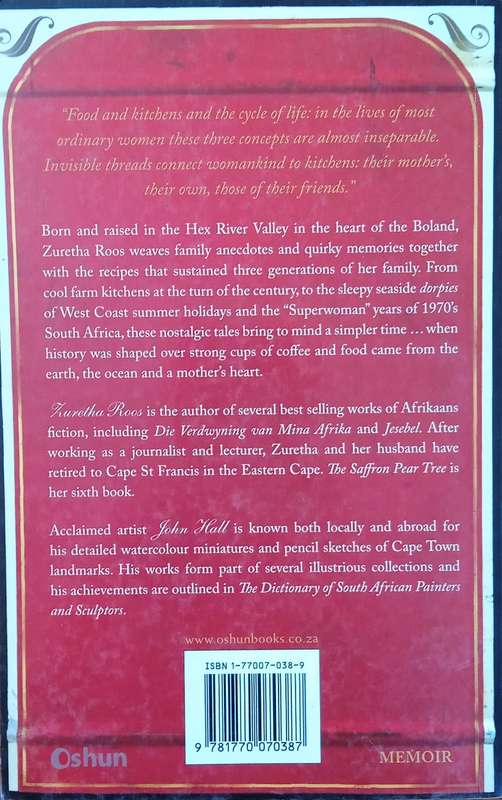 "Food and kitchens and the cycle of life: in the lives of most
ordinary women these three concepts are almost inseparable.
Invisible threads connect womankind to kitchens: their mother's,
their own, those of their friends."
Born and raised in the Hex River Valley in the heart of the Boland,
Zuretha Roos weaves family anecdotes and quirky memories together
with the recipes that sustained three generations of her family. From
cool farm kitchens at the turn of the century, to the sleepy seaside dorpies
of West Coast summer holidays and the "Superwoman" years of 1970's
South Africa, these nostalgic tales bring to mind a simpler time ... when
history was shaped over strong cups of coffee and food came from the
earth, the ocean and a mother's heart.
Zuretha Roos is the author of several best selling works of Afrikaans
fiction, including Die Verdwyning van Mina Afrika and Jesebel. After
working as a journalist and lecturer, Zuretha and her husband have
retired to Cape St Francis in the Eastern Cape. The Saffron Pear Tree is
her sixth book.
Acclaimed artist John Hall is known both locally and abroad for
his detailed watercolour miniatures and pencil sketches of Cape Town
landmarks. His works form part of several illustrious collections and
his achievements are outlined in The Dictionary of South African Painters
and Sculptors.
www.oshunbooks.co.za
ISBN 1-77007-038-9
9 781770 070387
Oshun
MEMOIR